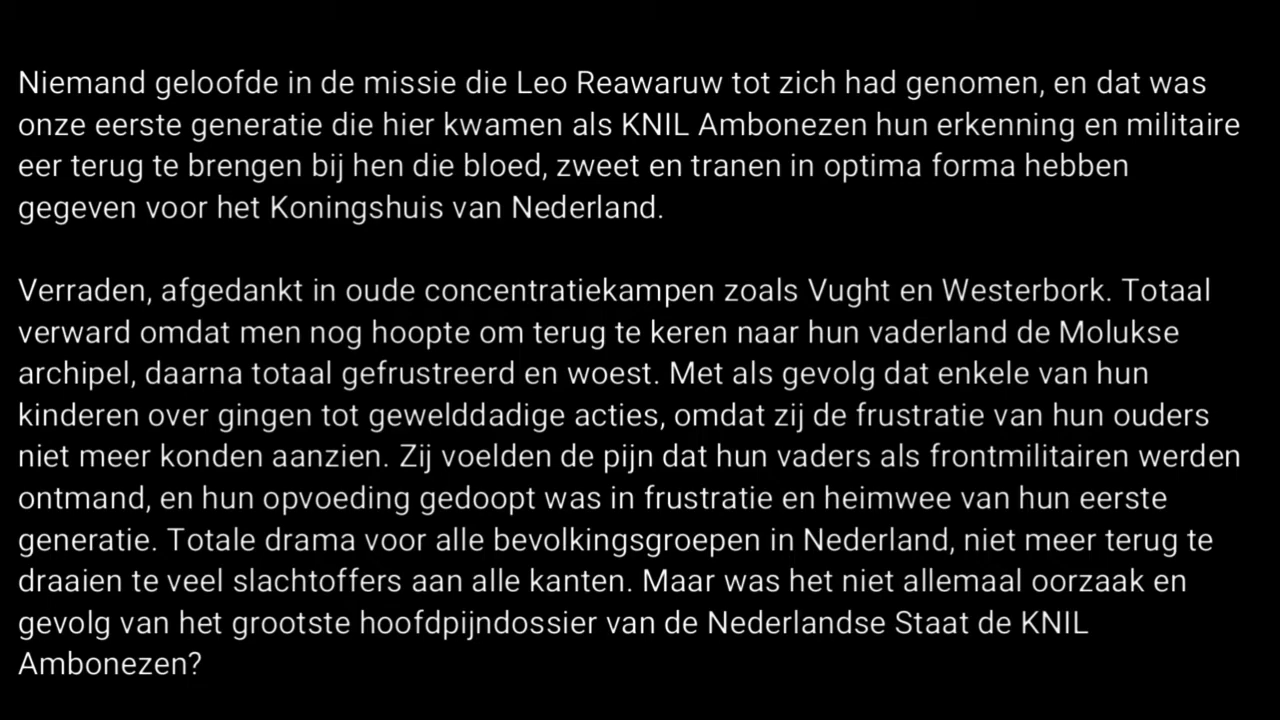 Niemand geloofde in de missie die Leo Reawaruw tot zich had genomen, en dat was
onze eerste generatie die hier kwamen als KNIL Ambonezen hun erkenning en militaire
eer terug te brengen bij hen die bloed, zweet en tranen in optima forma hebben
gegeven voor het Koningshuis van Nederland.
Verraden, afgedankt in oude concentratiekampen zoals Vught en Westerbork. Totaal
verward omdat men nog hoopte om terug te keren naar hun vaderland de Molukse
archipel, daarna totaal gefrustreerd en woest. Met als gevolg dat enkele van hun
kinderen over gingen tot gewelddadige acties, omdat zij de frustratie van hun ouders
niet meer konden aanzien. Zij voelden de pijn dat hun vaders als frontmilitairen werden
ontmand, en hun opvoeding gedoopt was in frustratie en heimwee van hun eerste
generatie. Totale drama voor alle bevolkingsgroepen in Nederland, niet meer terug te
draaien te veel slachtoffers aan alle kanten. Maar was het niet allemaal oorzaak en
gevolg van het grootste hoofdpijndossier van de Nederlandse Staat de KNIL
Ambonezen?